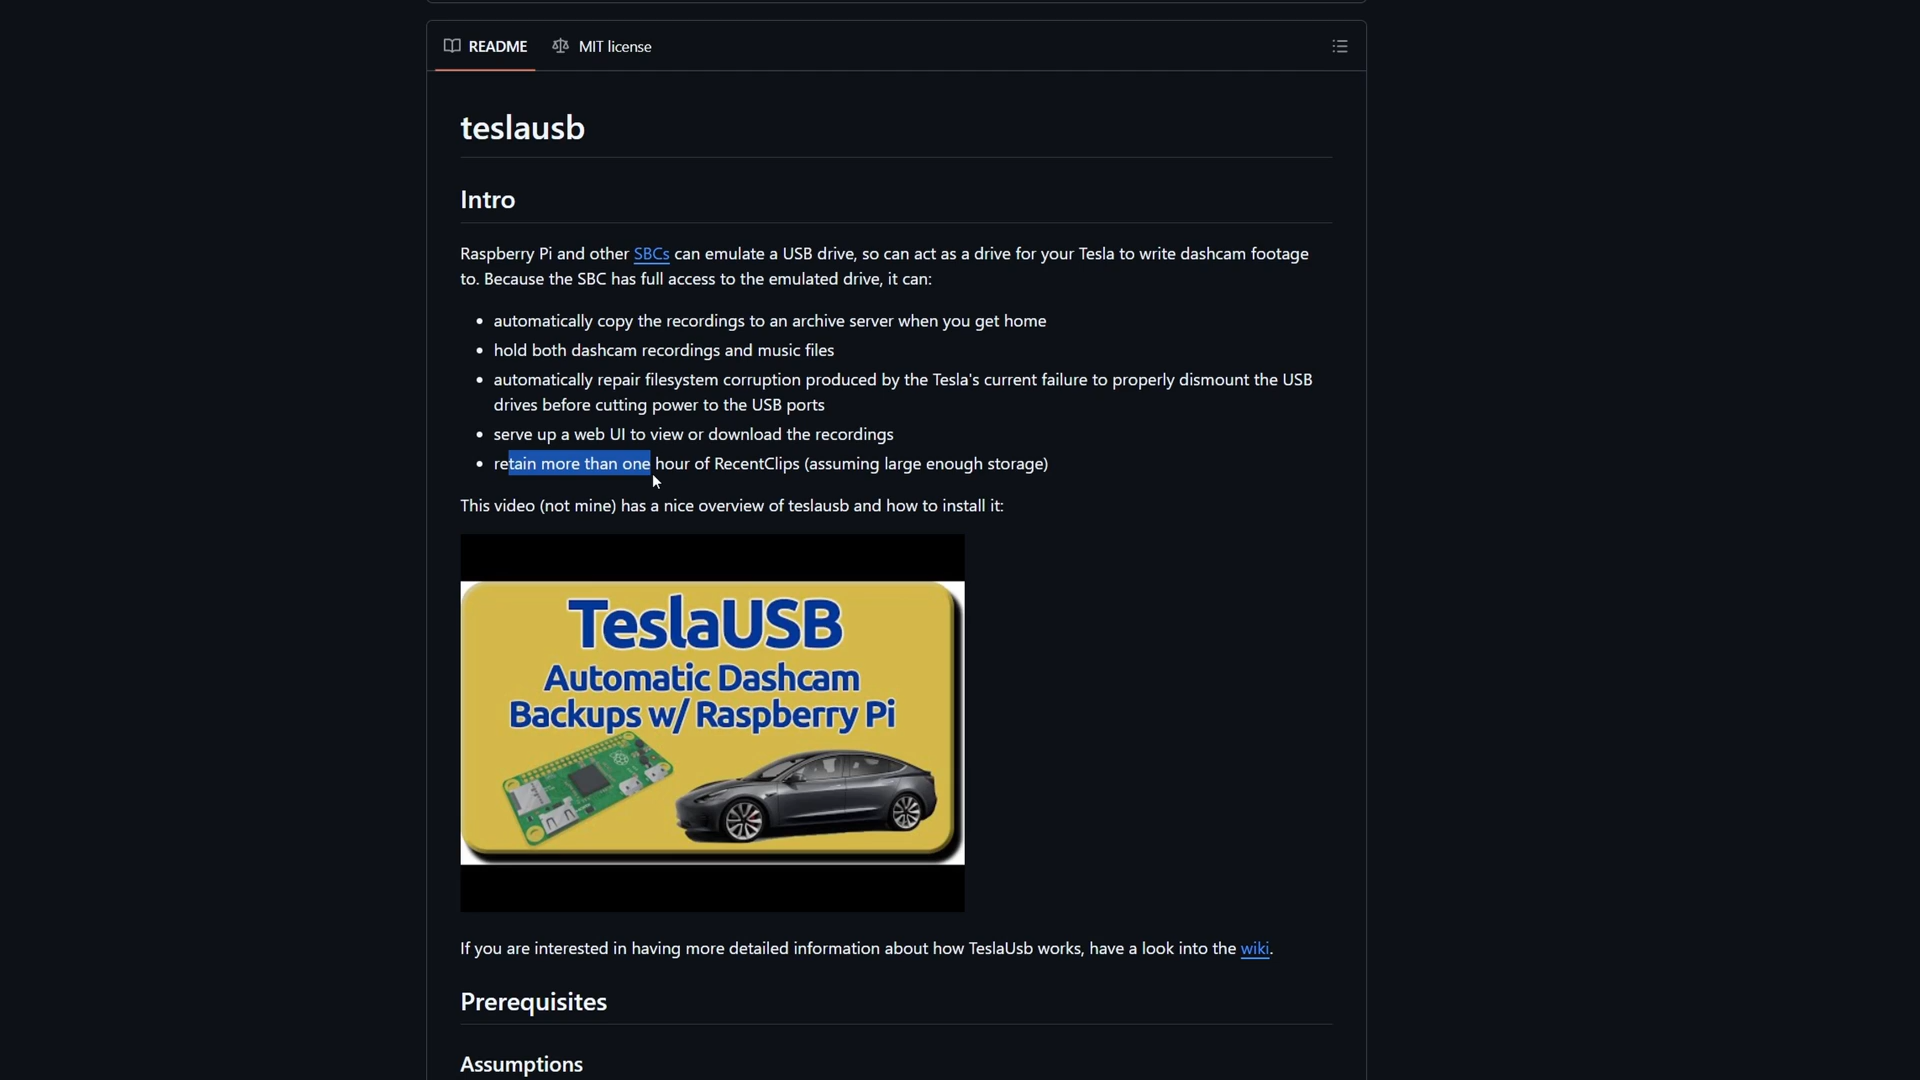 README MIT license
teslausb
Intro
Raspberry Pi and other SBCs can emulate a USB drive, so can act as a drive for your Tesla to write dashcam footage
to. Because the SBC has full access to the emulated drive, it can:
automatically copy the recordings to an archive server when you get home
hold both dashcam recordings and music files
automatically repair filesystem corruption produced by the Tesla's current failure to properly dismount the USB
drives before cutting power to the USB ports
serve up a web UI to view or download the recordings
retain more than one hour of RecentClips (assuming large enough storage)
This video (not mine) has a nice overview of teslausb and how to install it:
TeslaUSB
Automatic Dashcam
Backups w/ Raspberry Pi
If you are interested in having more detailed information about how TeslaUsb works, have a look into the wiki.
Prerequisites
Assumptions